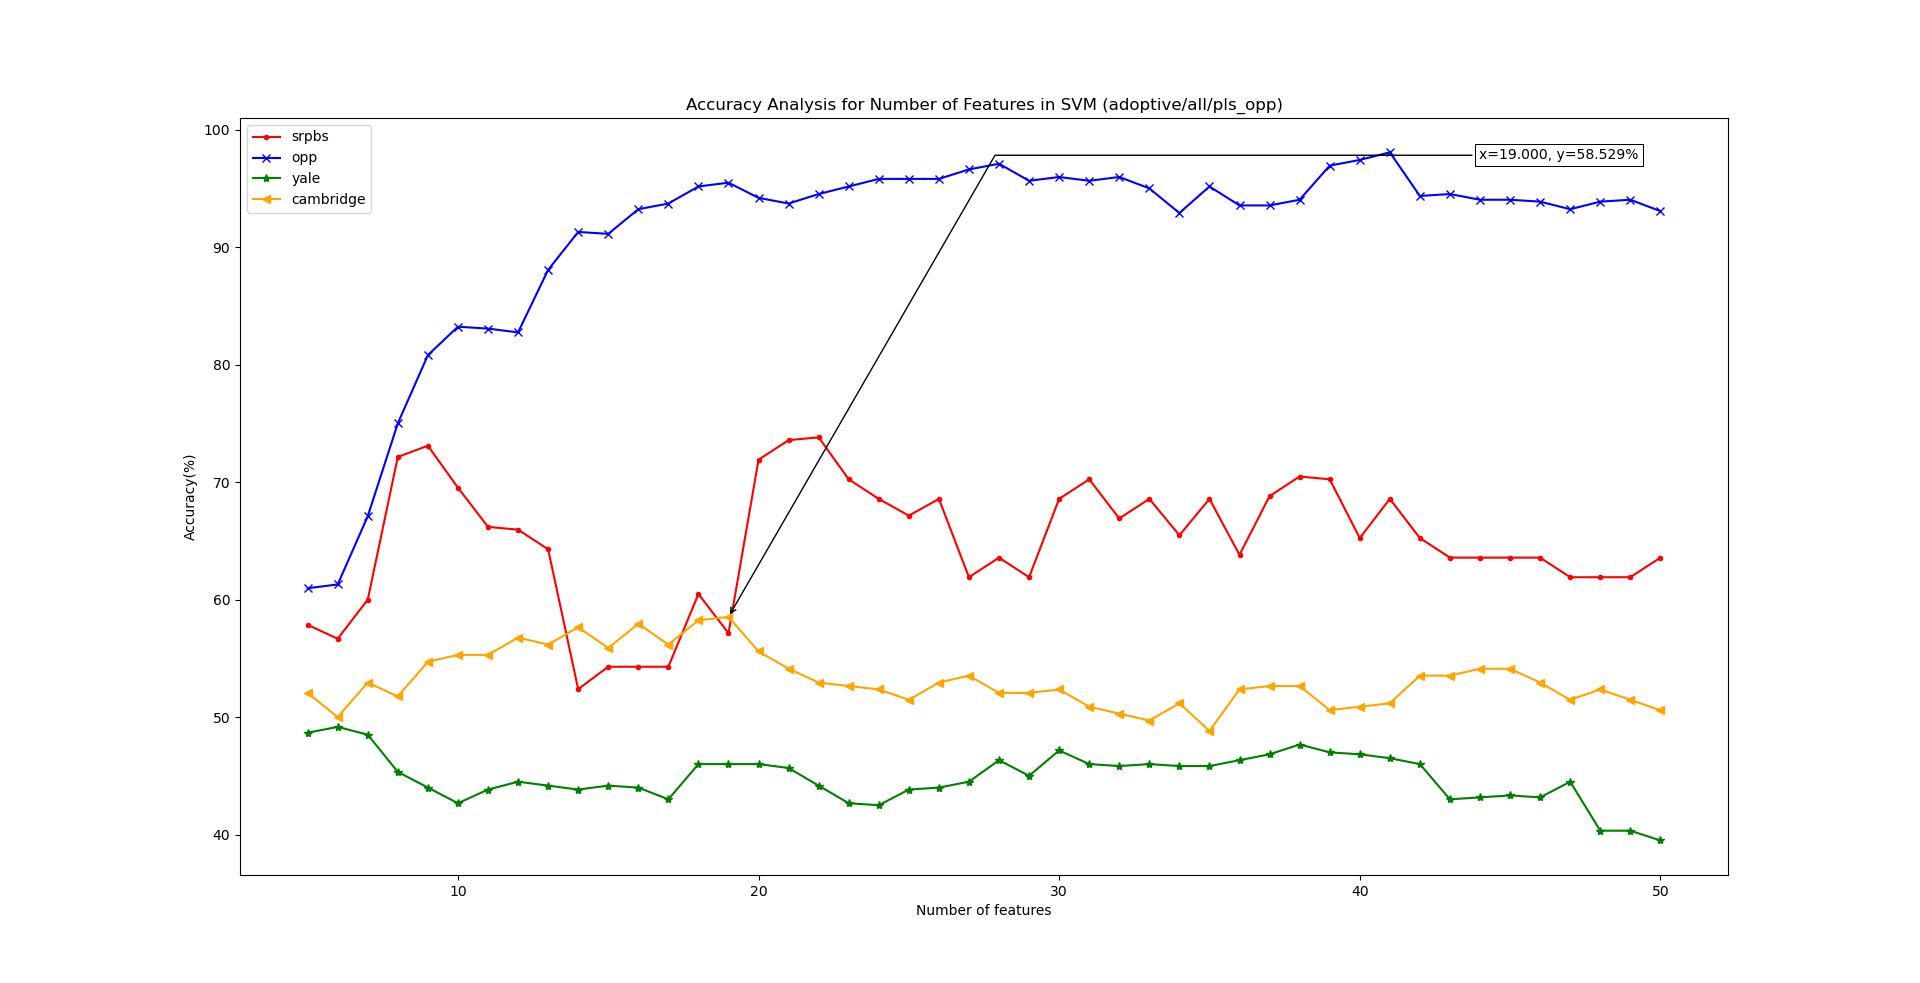 Accuracy Analysis for Number of Features in SVM (adoptive/all/pls_opp)
srpbs
opp
yale
cambridge
x=19.000, y=58.529%
Accuracy(%)
100
90
80
70
60
50
40
10
20
30
40
50
Number of features